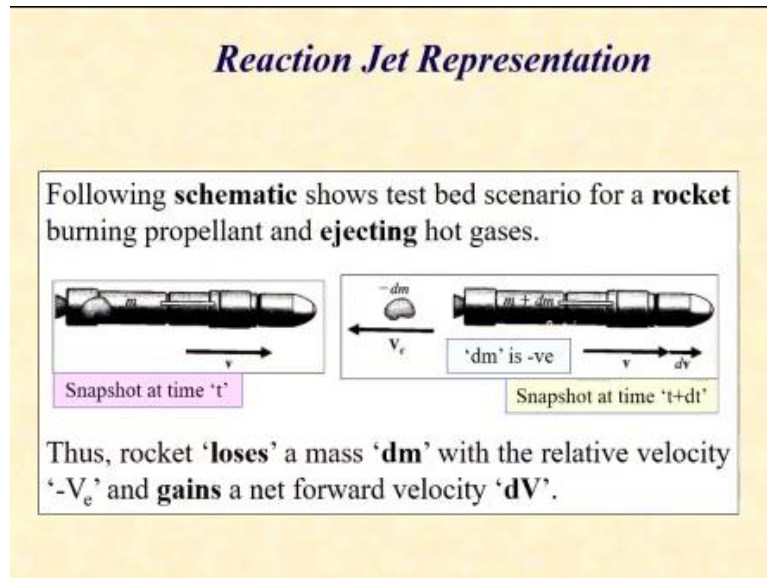 Reaction Jet Representation
Following schematic shows test bed scenario for a rocket
burning propellant and ejecting hot gases.
m
v
Snapshot at time ‘t’
-dm
Ve
m + dm
‘dm’ is -ve
v
dv
Snapshot at time ‘t+dt’
Thus, rocket ‘loses’ a mass ‘dm’ with the relative velocity
‘-Ve’ and gains a net forward velocity ‘dV’.